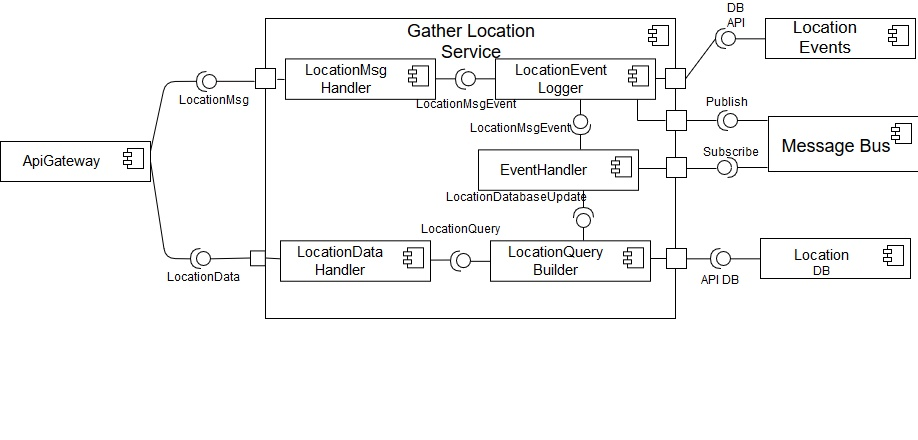 DB
API
Gather Location
Service
Location
Events
LocationMsg
Handler
LocationEvent
Logger
LocationMsg
LocationMsgEvent
Publish
LocationMsgEvent
Message Bus
ApiGateway
Subscribe
EventHandler
LocationDatabaseUpdate
LocationQuery
LocationData
Handler
LocationQuery
Builder
Location
DB
LocationData
API DB